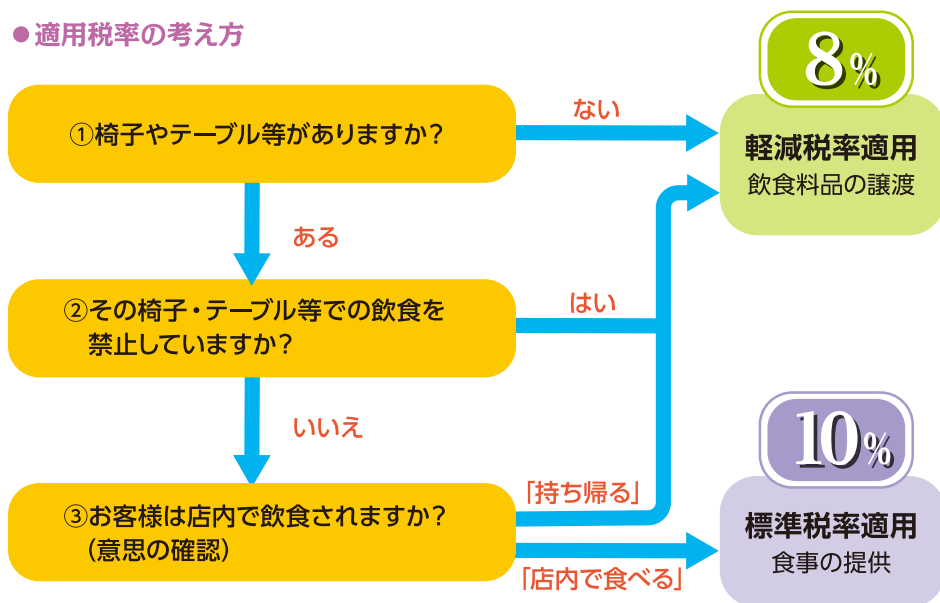 ●適用税率の考え方
8%
①椅子やテーブル等がありますか？
ない
軽減税率適用
飲食料品の譲渡
ある
②その椅子・テーブル等での飲食を
禁止していますか？
はい
いいえ
10%
③お客様は店内で飲食されますか？
（意思の確認）
「持ち帰る」
標準税率適用
食事の提供
「店内で食べる」